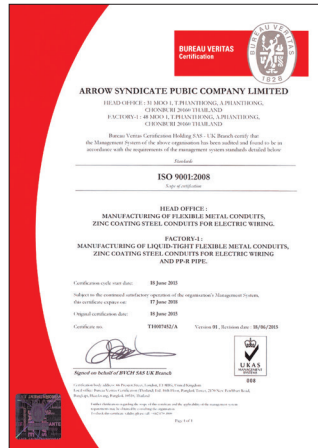 BUREAU VERITAS
Certification
BUREAU VERITAS
1828
ARROW SYNDICATE PUBIC COMPANY LIMITED
HEAD OFFICE : 31 MOO 1, T.PHANTHONG, A.PHANTHONG,
CHONBURI 20160 THAILAND
FACTORY-1 : 48 MOO 1, T.PHANTHONG, A.PHANTHONG,
CHONBURI 20160 THAILAND
Bureau Veritas Certification Holding SAS - UK Branch certify that
the Management System of the above organisation has been audited and found to be in
accordance with the requirements of the management system standards detailed below
Standards
ISO 9001:2008
Scope of certification
HEAD OFFICE :
MANUFACTURING OF FLEXIBLE METAL CONDUITS,
ZINC COATING STEEL CONDUITS FOR ELECTRIC WIRING.
FACTORY-1 :
MANUFACTURING OF LIQUID-TIGHT FLEXIBLE METAL CONDUITS,
ZINC COATING STEEL CONDUITS FOR ELECTRIC WIRING
AND PP-R PIPE.
Certification cycle start date: 18 June 2015
Subject to the continued satisfactory operation of the organisation's Management System,
this certificate expires on: 17 June 2018
Original certification date: 18 June 2015
Certificate no. Version 01, Revision date : 18/06/2015
Signed on behalf of BVCH SAS UK Branch
UKAS
MANAGEMENT
SYSTEMS
008
Page 1 of 1